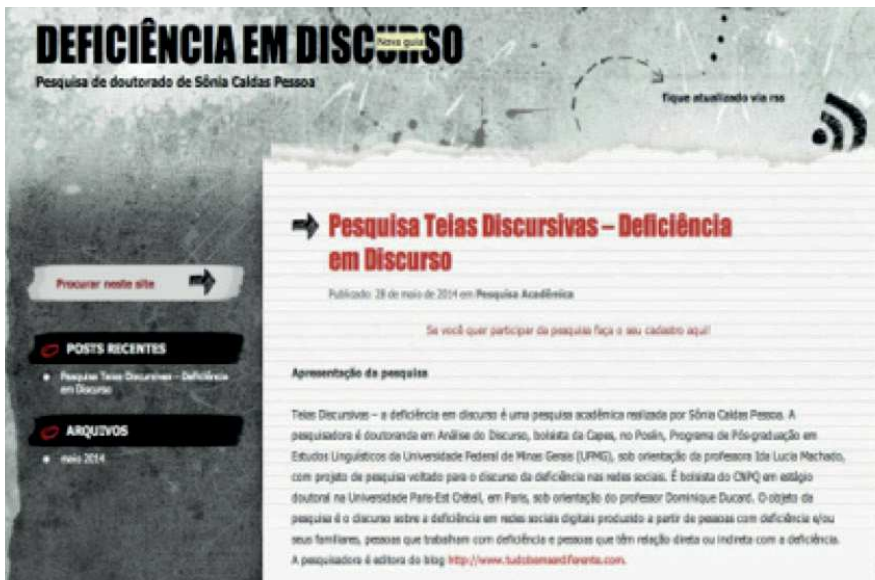 DEFICIÊNCIA EM DISCURSO
Nova guia
Pesquisa de doutorado de Sônia Caldas Pessoa
fique atualizado via rss
Procurar neste site
POSTS RECENTES
Pesquisa Teias Discursivas – Deficiência
em Discurso
ARQUIVOS
maio 2014
Pesquisa Teias Discursivas – Deficiência
em Discurso
Publicado: 28 de maio de 2014 em Pesquisa Acadêmica
Se você quer participar da pesquisa faça o seu cadastro aqui!
Apresentação da pesquisa
Teias Discursivas – a deficiência em discurso é uma pesquisa acadêmica realizada por Sônia Caldas Pessoa. A
pesquisadora é doutoranda em Análise do Discurso, bolsista da Capes, no Poslin, Programa de Pós-graduação em
Estudos Linguísticos da Universidade Federal de Minas Gerais (UFMG), sob orientação da professora Ida Lucia Machado,
com projeto de pesquisa voltado para o discurso da deficiência nas redes sociais. É bolsista do CNPQ em estágio
doutoral na Universidade Paris-Est Créteil, em Paris, sob orientação do professor Dominique Ducard. O objeto da
pesquisa é o discurso sobre a deficiência em redes sociais digitais produzido a partir de pessoas com deficiência e/ou
seus familiares, pessoas que trabalham com deficiência e pessoas que têm relação direta ou indireta com a deficiência.
A pesquisadora é editora do blog http://www.tudobemserdiferente.com.